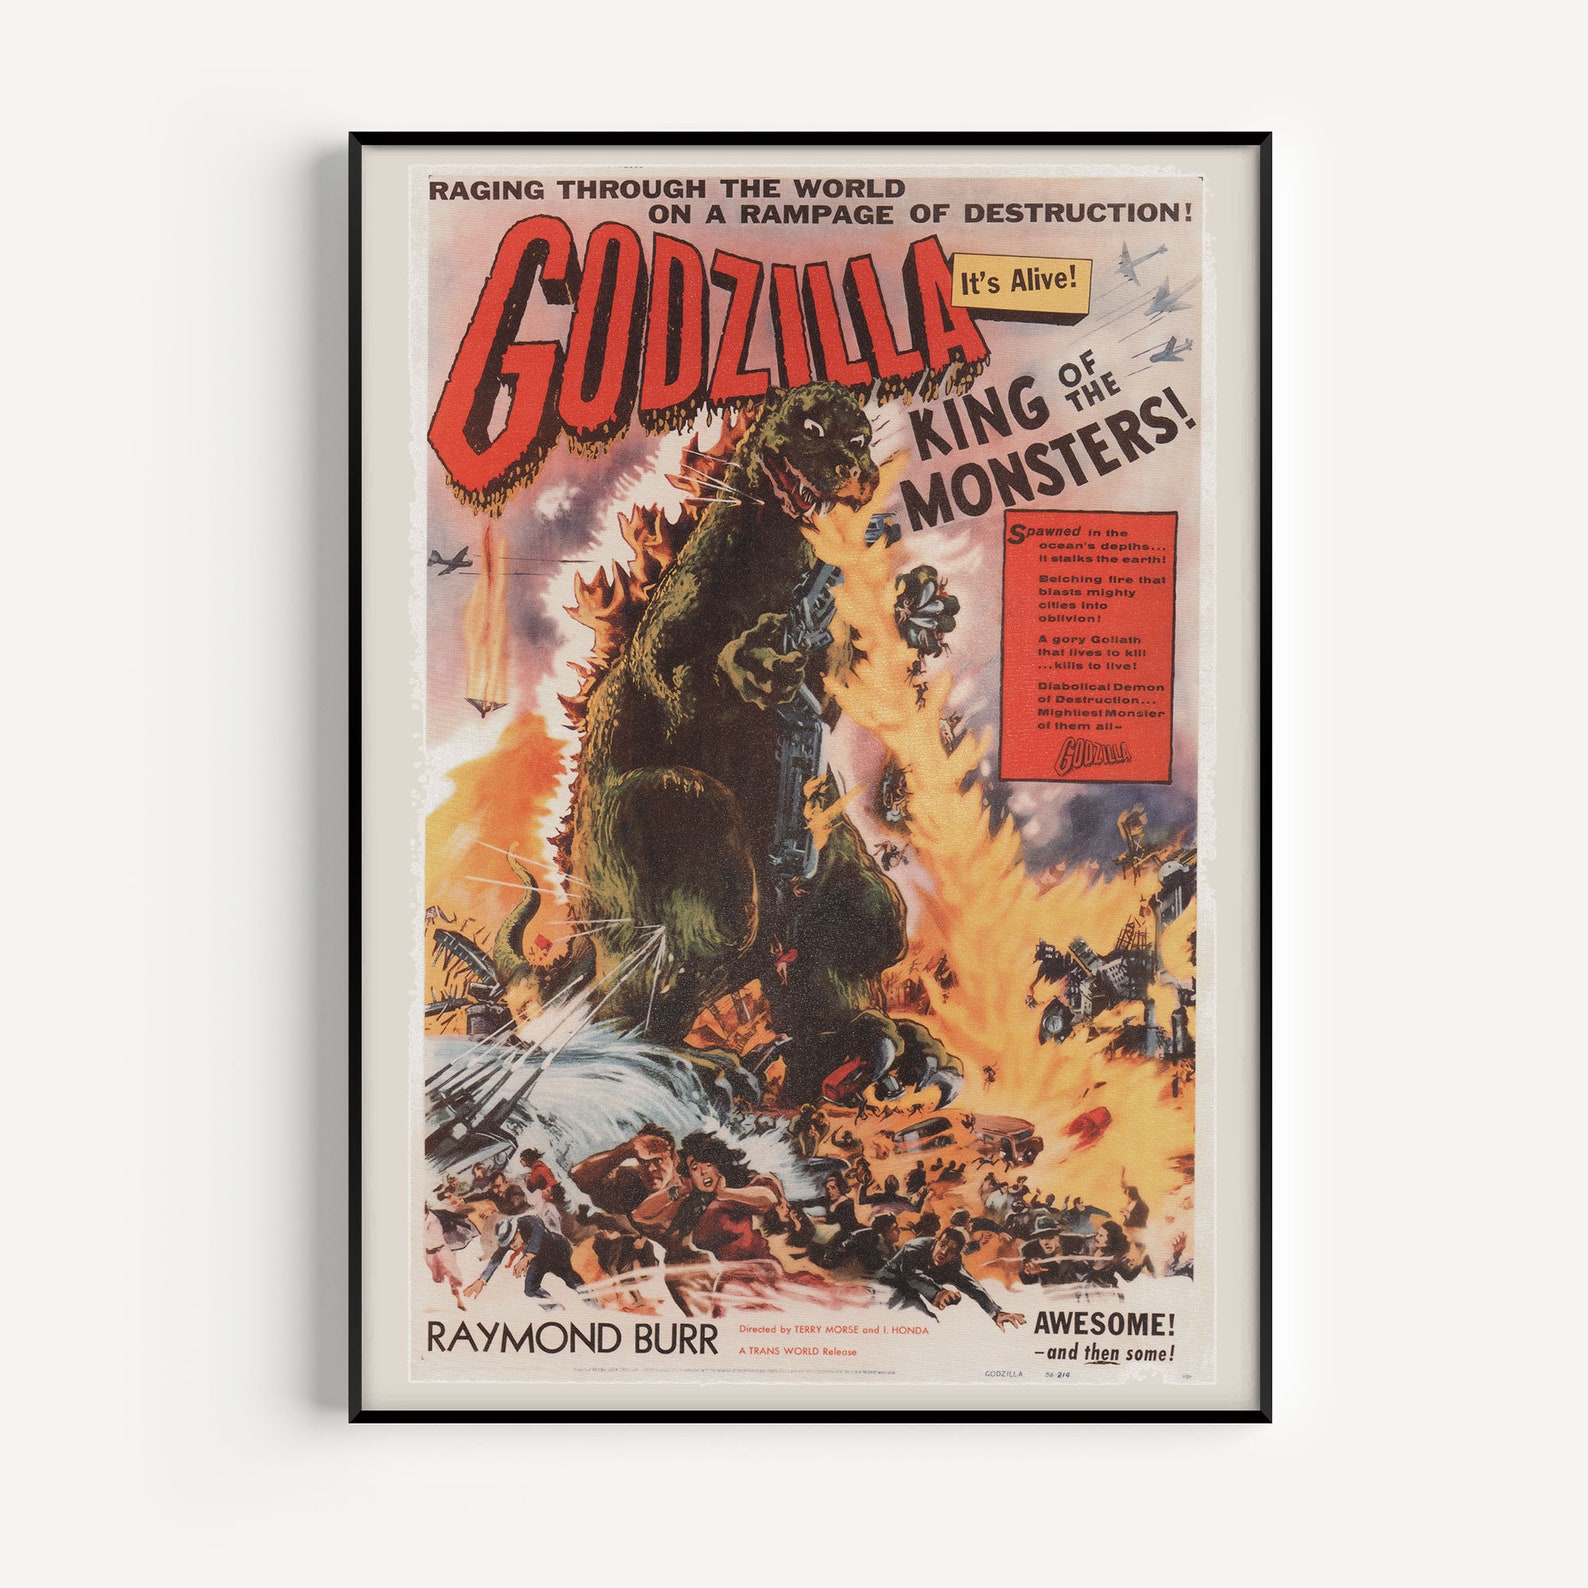 RAGING THROUGH THE WORLD
ON A RAMPAGE OF DESTRUCTION!
GODZILLA
It's Alive!
KING OF THE
MONSTERS!
Spawned in the
ocean's depths...
it stalks the earth!
Belching fire that
blasts mighty
cities into
oblivion!
A gory Goliath
that lives to kill
...kills to live!
Diabolical Demon
of Destruction...
Mightiest Monster
of them all–
GODZILLA
RAYMOND BURR
Directed by TERRY MORSE and I. HONDA
A TRANS WORLD Release
AWESOME!
–and then some!
GODZILLA 56-214